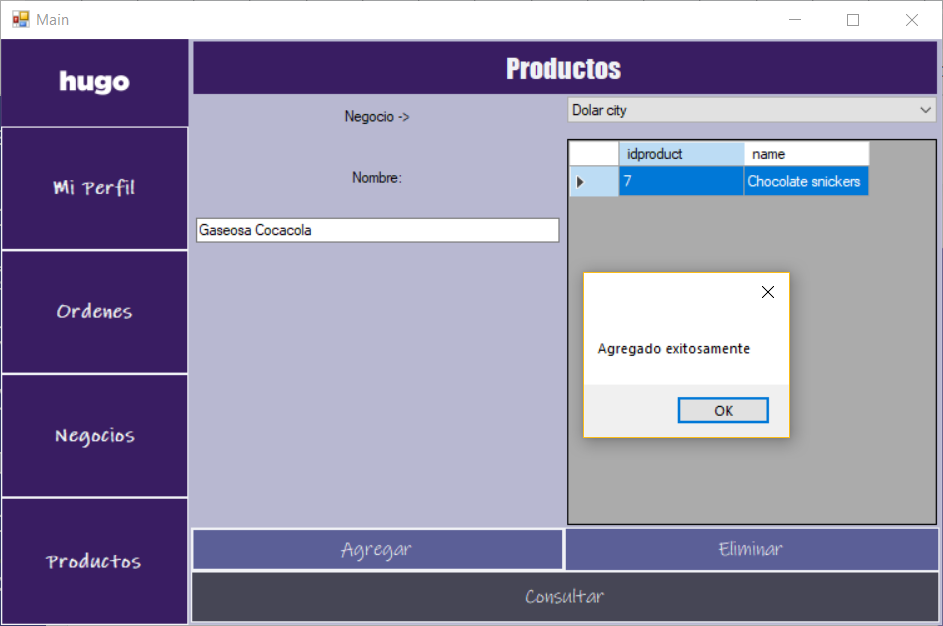 Main
hugo
Mi Perfil
Ordenes
Negocios
Productos
Productos
Negocio ->
Dolar city
Nombre:
Gaseosa Cocacola
idproduct name
7 Chocolate snickers
Agregado exitosamente
OK
Agregar
Eliminar
Consultar